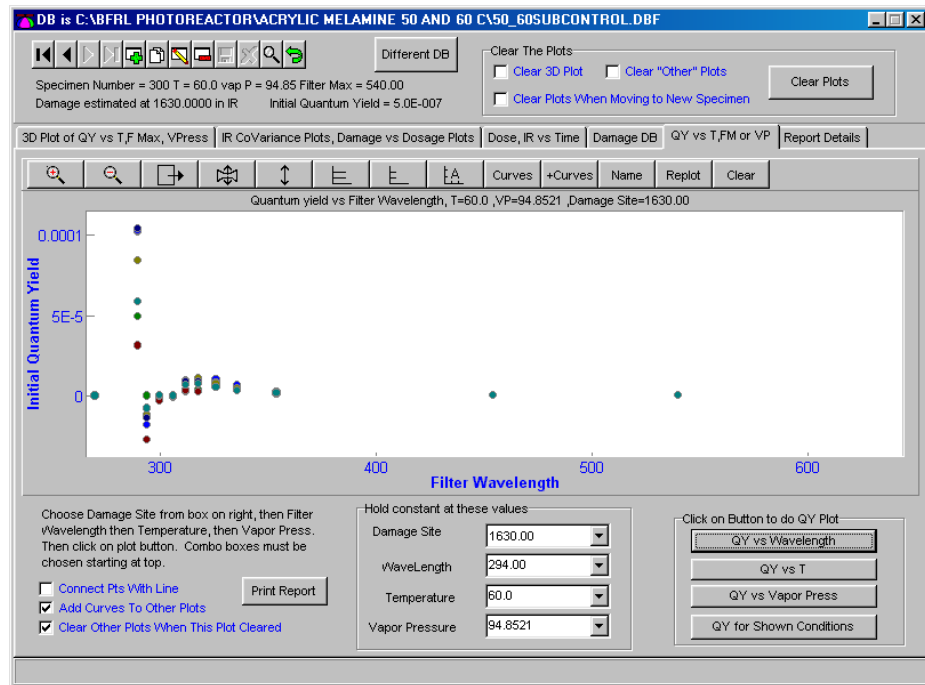 DB is C:\BFRL PHOTOREACTOR\ACRYLIC MELAMINE 50 AND 60 C\50_60SUBCONTROL.DBF
Different DB
Clear The Plots
Clear 3D Plot
Clear "Other" Plots
Clear Plots When Moving to New Specimen
Clear Plots
Specimen Number = 300 T = 60.0 vap P = 94.85 Filter Max = 540.00
Damage estimated at 1630.0000 in IR Initial Quantum Yield = 5.0E-007
3D Plot of QY vs T,F Max, VPress
IR CoVariance Plots, Damage vs Dosage Plots
Dose, IR vs Time
Damage DB
QY vs T,FM or VP
Report Details
A
Curves
+Curves
Name
Replot
Clear
Quantum yield vs Filter Wavelength, T=60.0 ,VP=94.8521 ,Damage Site=1630.00
Initial Quantum Yield
0.0001
5E-5
0
300
400
500
600
Filter Wavelength
Choose Damage Site from box on right, then Filter
Wavelength then Temperature, then Vapor Press.
Then click on plot button. Combo boxes must be
chosen starting at top.
Connect Pts With Line
Add Curves To Other Plots
Clear Other Plots When This Plot Cleared
Print Report
Hold constant at these values
Damage Site
1630.00
WaveLength
294.00
Temperature
60.0
Vapor Pressure
94.8521
Click on Button to do QY Plot
QY vs Wavelength
QY vs T
QY vs Vapor Press
QY for Shown Conditions